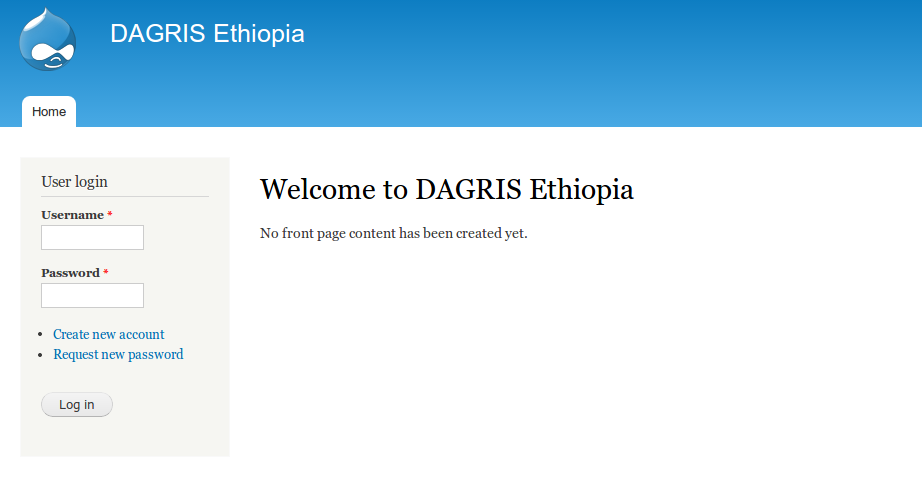 DAGRIS Ethiopia
Home
User login
Username *
Password *
Create new account
Request new password
Log in
Welcome to DAGRIS Ethiopia
No front page content has been created yet.